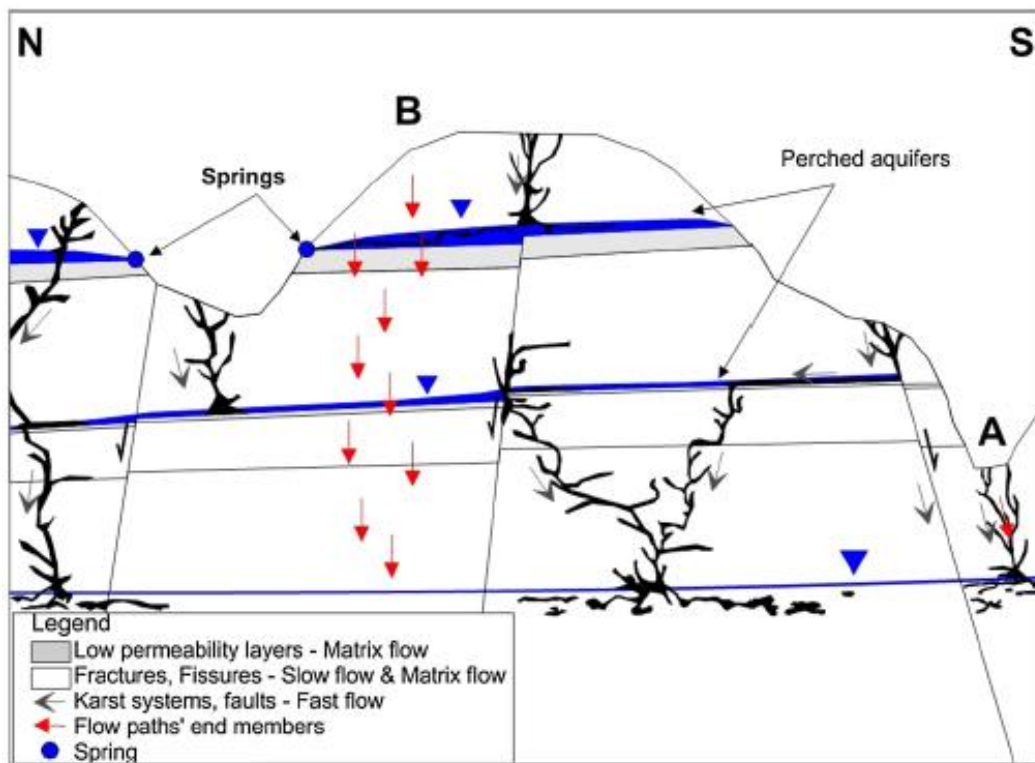 N
S
B
Springs
Perched aquifers
A
Legend
Low permeability layers - Matrix flow
Fractures, Fissures - Slow flow & Matrix flow
Karst systems, faults - Fast flow
Flow paths' end members
Spring